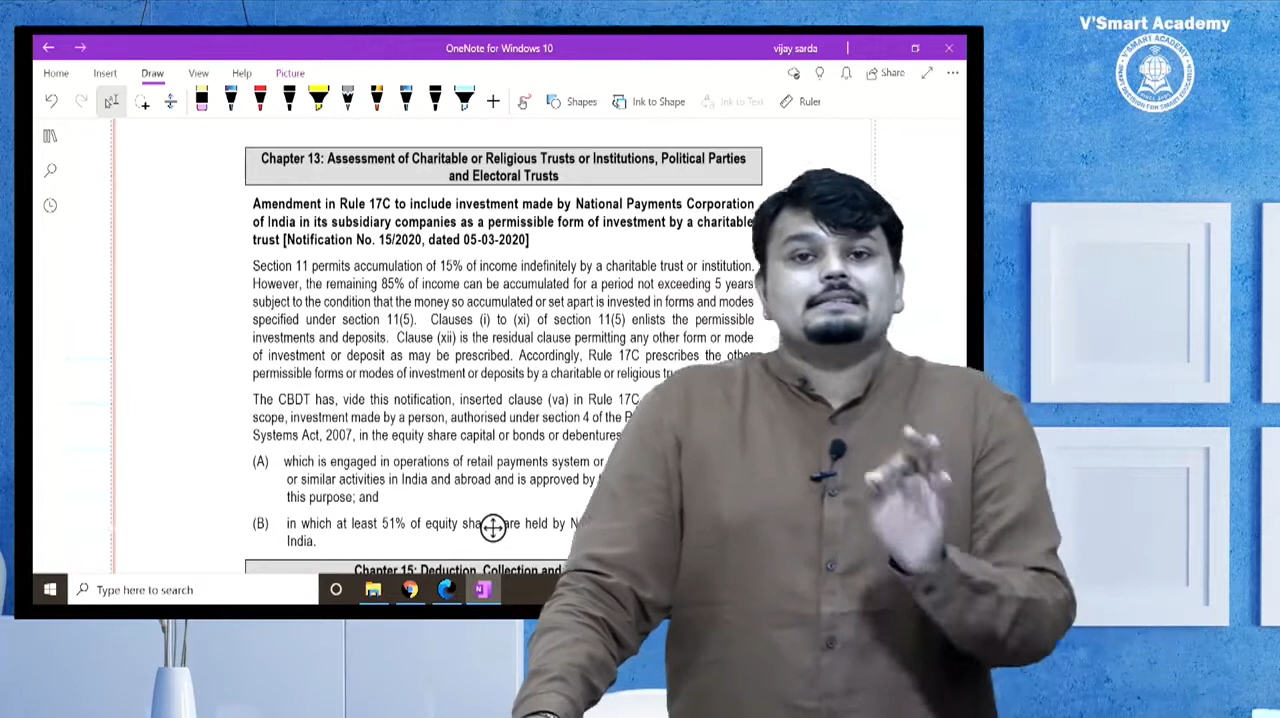 V'Smart Academy
OneNote for Windows 10
vijay sarda
Home Insert Draw View Help Picture
Share
Shapes Ink to Shape Ink to Text Ruler
Chapter 13: Assessment of Charitable or Religious Trusts or Institutions, Political Parties
and Electoral Trusts
Amendment in Rule 17C to include investment made by National Payments Corporation
of India in its subsidiary companies as a permissible form of investment by a charitable
trust [Notification No. 15/2020, dated 05-03-2020]
Section 11 permits accumulation of 15% of income indefinitely by a charitable trust or institution.
However, the remaining 85% of income can be accumulated for a period not exceeding 5 years
subject to the condition that the money so accumulated or set apart is invested in forms and modes
specified under section 11(5). Clauses (i) to (xi) of section 11(5) enlists the permissible
investments and deposits. Clause (xii) is the residual clause permitting any other form or mode
of investment or deposit as may be prescribed. Accordingly, Rule 17C prescribes the other
permissible forms or modes of investment or deposits by a charitable or religious
The CBDT has, vide this notification, inserted clause (va) in Rule 17C
scope, investment made by a person, authorised under section 4 of the
Systems Act, 2007, in the equity share capital or bonds or debentures
(A) which is engaged in operations of retail payments system or
or similar activities in India and abroad and is approved by
this purpose; and
(B) in which at least 51% of equity are held by
India.
Chapter 15: Deduction, Collection and
Type here to search